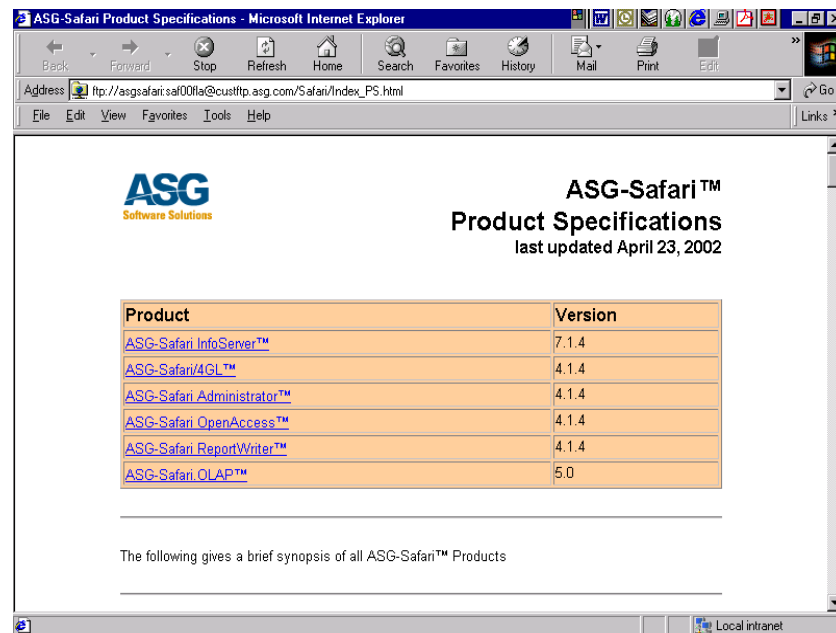 ASG-Safari Product Specifications - Microsoft Internet Explorer
Back Forward Stop Refresh Home Search Favorites History Mail Print Edit
Address ftp://asgsafari:saf00fla@custftp.asg.com/Safari/Index_PS.html Go
File Edit View Favorites Tools Help Links
ASG
Software Solutions
ASG-Safari™
Product Specifications
last updated April 23, 2002
Product Version
ASG-Safari InfoServer™ 7.1.4
ASG-Safari/4GL™ 4.1.4
ASG-Safari Administrator™ 4.1.4
ASG-Safari OpenAccess™ 4.1.4
ASG-Safari ReportWriter™ 4.1.4
ASG-Safari.OLAP™ 5.0
The following gives a brief synopsis of all ASG-Safari™ Products
Local intranet